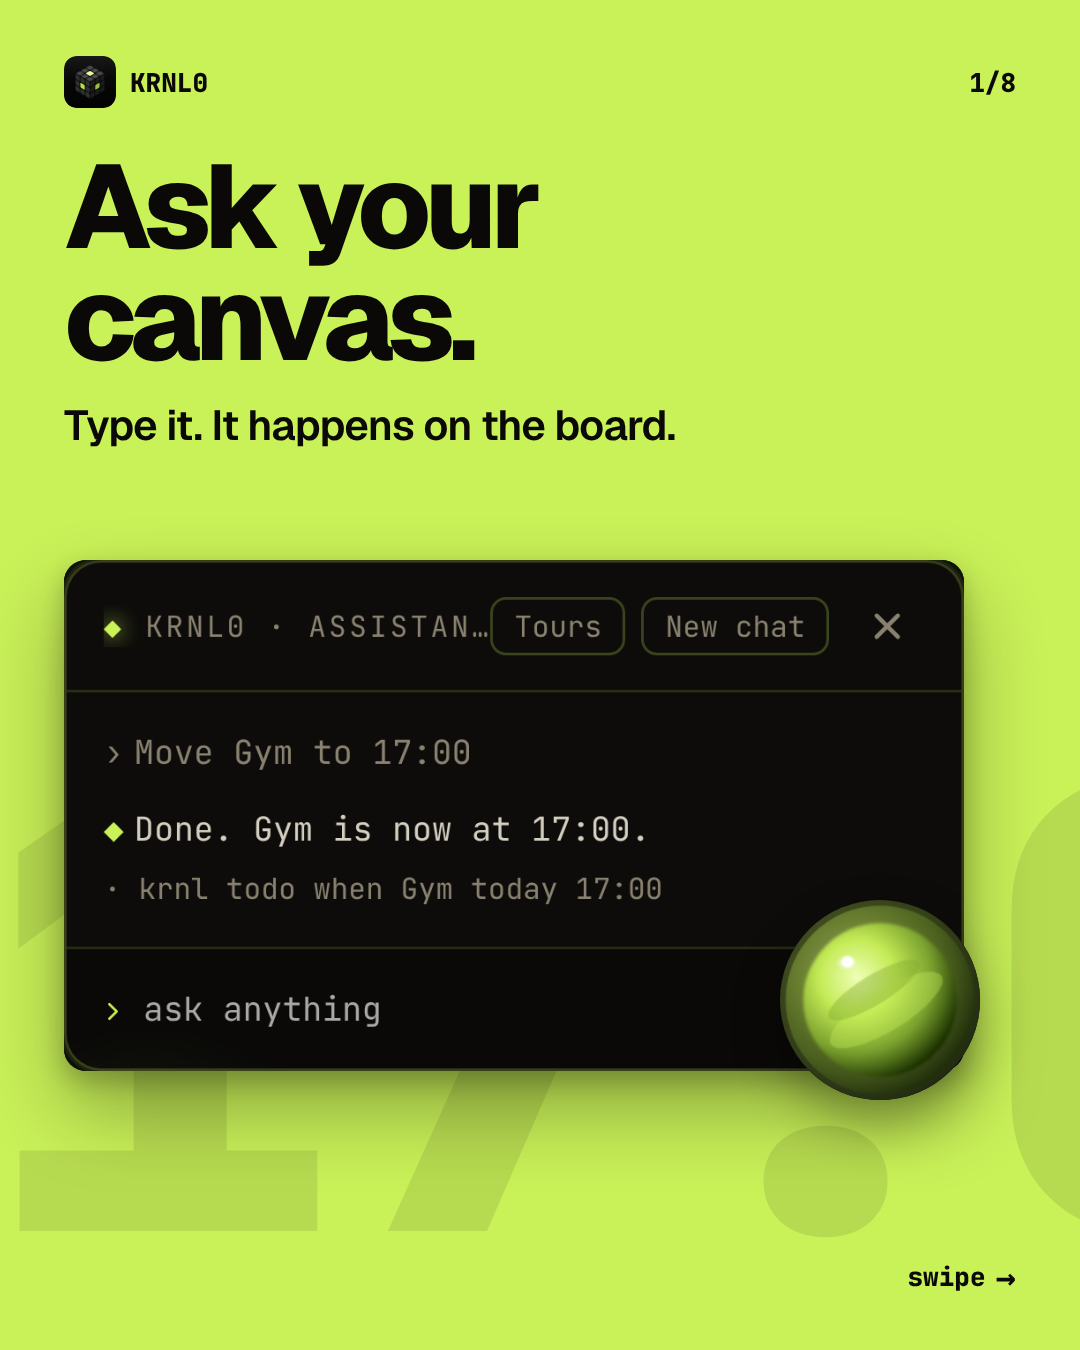 KRNL0
1/8
Ask your
canvas.
Type it. It happens on the board.
◆ KRNL0 · ASSISTAN… Tours New chat ×
› Move Gym to 17:00
◆ Done. Gym is now at 17:00.
· krnl todo when Gym today 17:00
› ask anything
17:0
swipe →